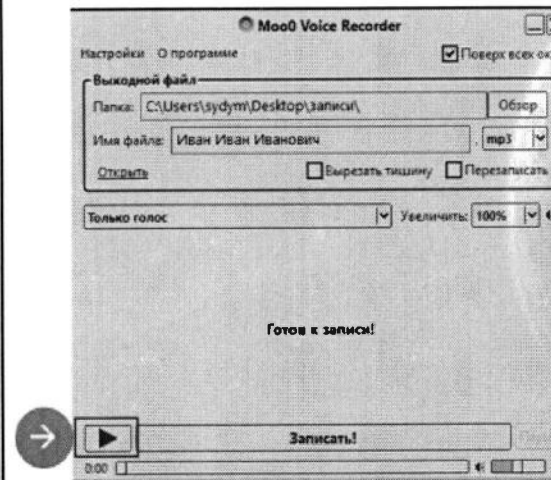 Moo0 Voice Recorder
Настройки О программе Поверх всех ок
Выходной файл
Папка: C:\Users\sydym\Desktop\записи\ Обзор
Имя файла: Иван Иван Иванович . mp3
Открыть Вырезать тишину Перезаписать
Только голос Увеличить: 100%
Готов к записи!
Записать!
0:00